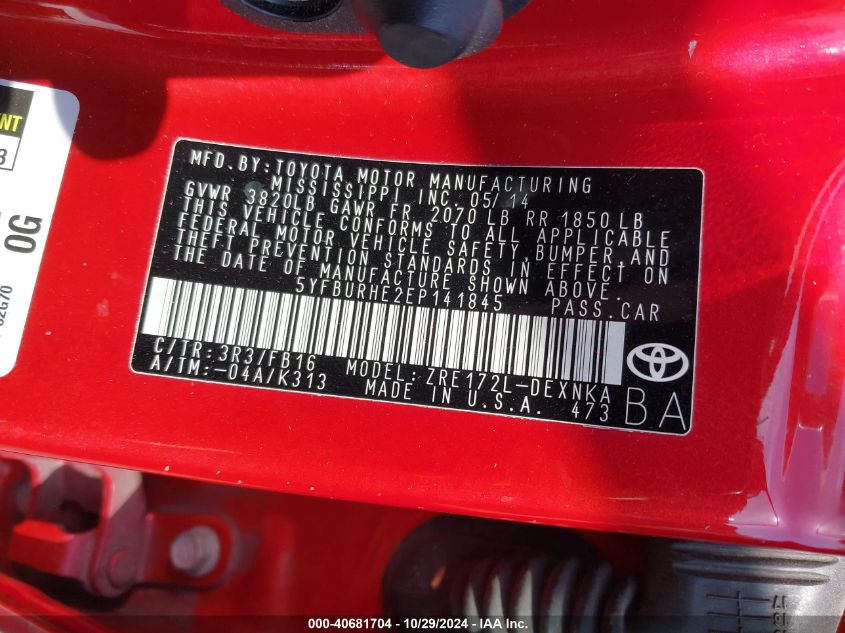 NT
3
0G
62G70
MFD.BY:TOYOTA MOTOR MANUFACTURING
MISSISSIPPI, INC. 05/14
GVWR 3820LB GAWR FR 2070 LB RR 1850 LB
THIS VEHICLE CONFORMS TO ALL APPLICABLE
FEDERAL MOTOR VEHICLE SAFETY,BUMPER,AND
THEFT PREVENTION STANDARDS IN EFFECT ON
THE DATE OF MANUFACTURE SHOWN ABOVE.
5YFBURHE2EP141845 PASS.CAR
C/TR:3R3/FB16 MODEL:ZRE172L-DEXNKA
A/TM:-04A/K313 MADE IN U.S.A. 473
BA
000-40681704 - 10/29/2024 - IAA Inc.